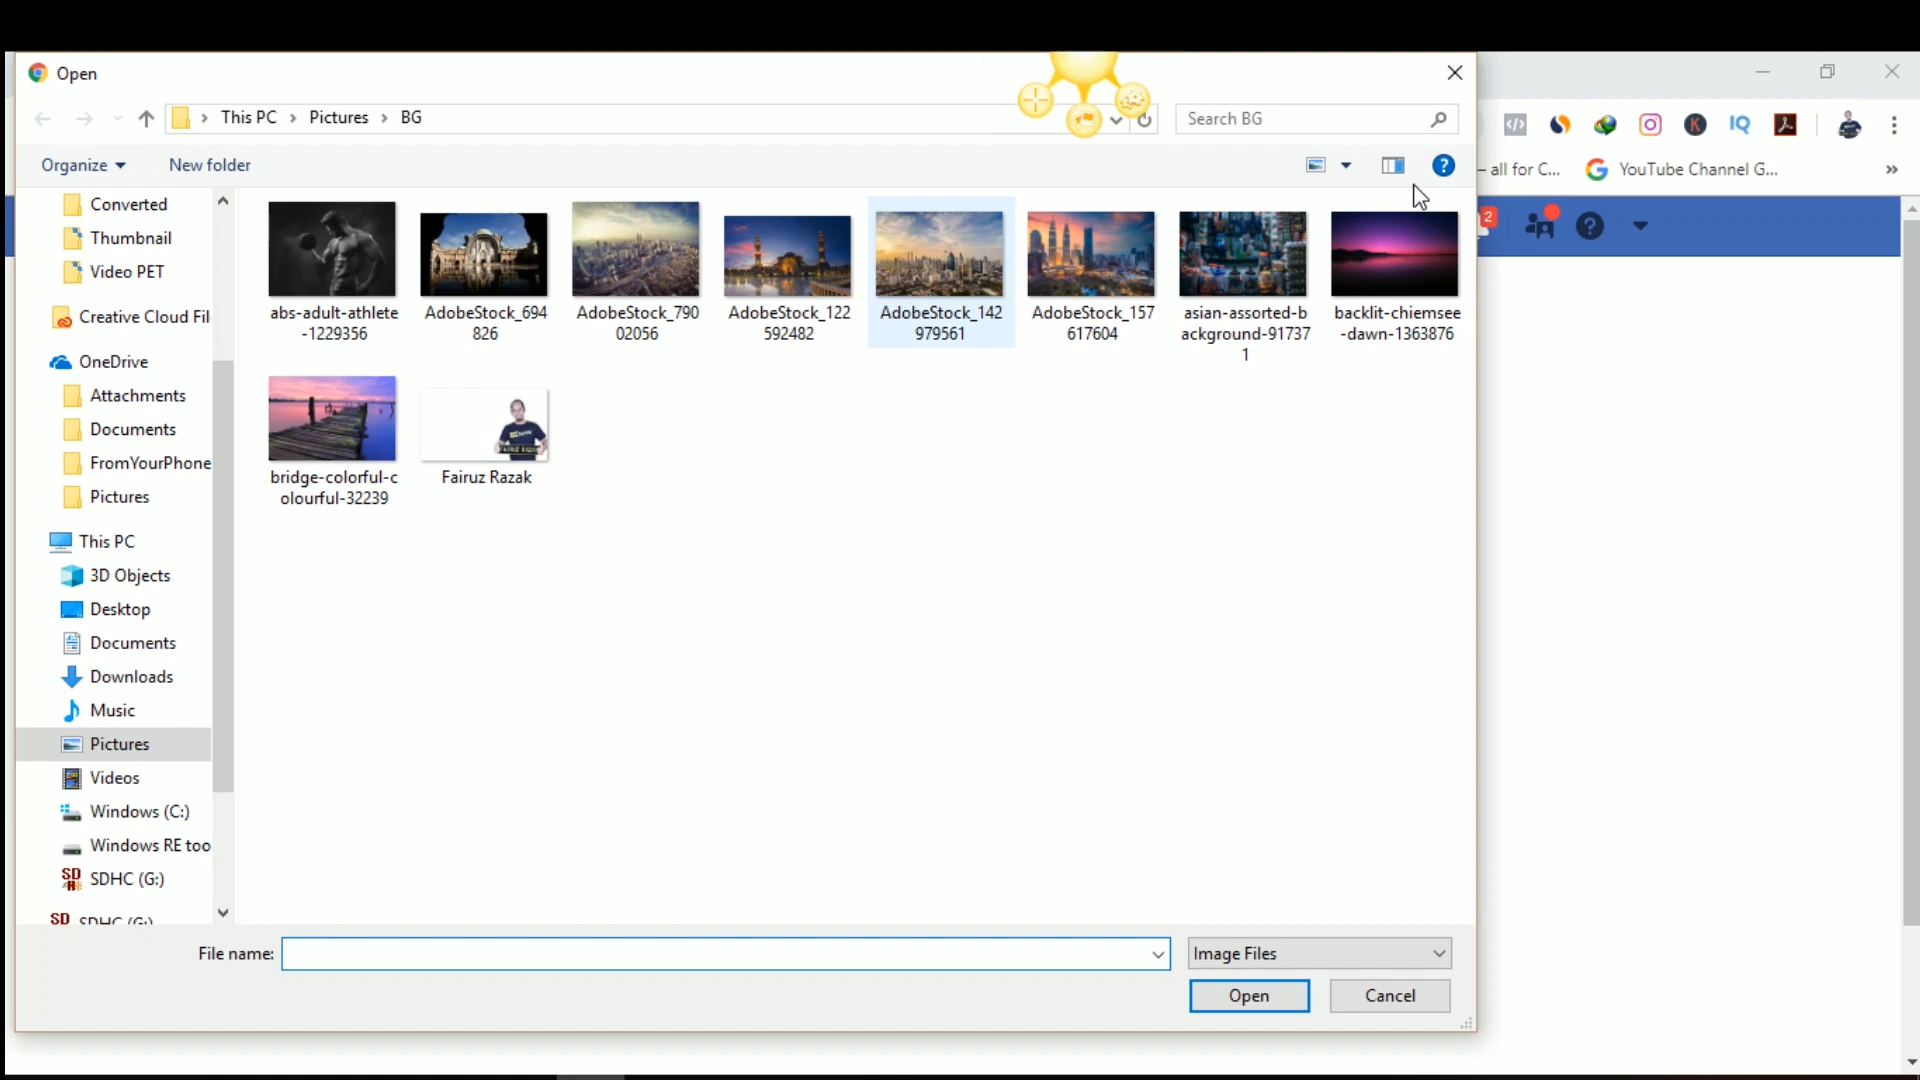 Open
This PC > Pictures > BG
Search BG
– all for C...
YouTube Channel G...
»
Organize
New folder
2
Converted
Thumbnail
Video PET
Creative Cloud Fil
OneDrive
Attachments
Documents
FromYourPhone
Pictures
This PC
3D Objects
Desktop
Documents
Downloads
Music
Pictures
Videos
Windows (C:)
Windows RE too
SDHC (G:)
SDHC (G:)
abs-adult-athlete
-1229356
AdobeStock_694
826
AdobeStock_790
02056
AdobeStock_122
592482
AdobeStock_142
979561
AdobeStock_157
617604
asian-assorted-b
ackground-91737
1
backlit-chiemsee
-dawn-1363876
bridge-colorful-c
olourful-32239
Fairuz Razak
File name:
Image Files
Open
Cancel